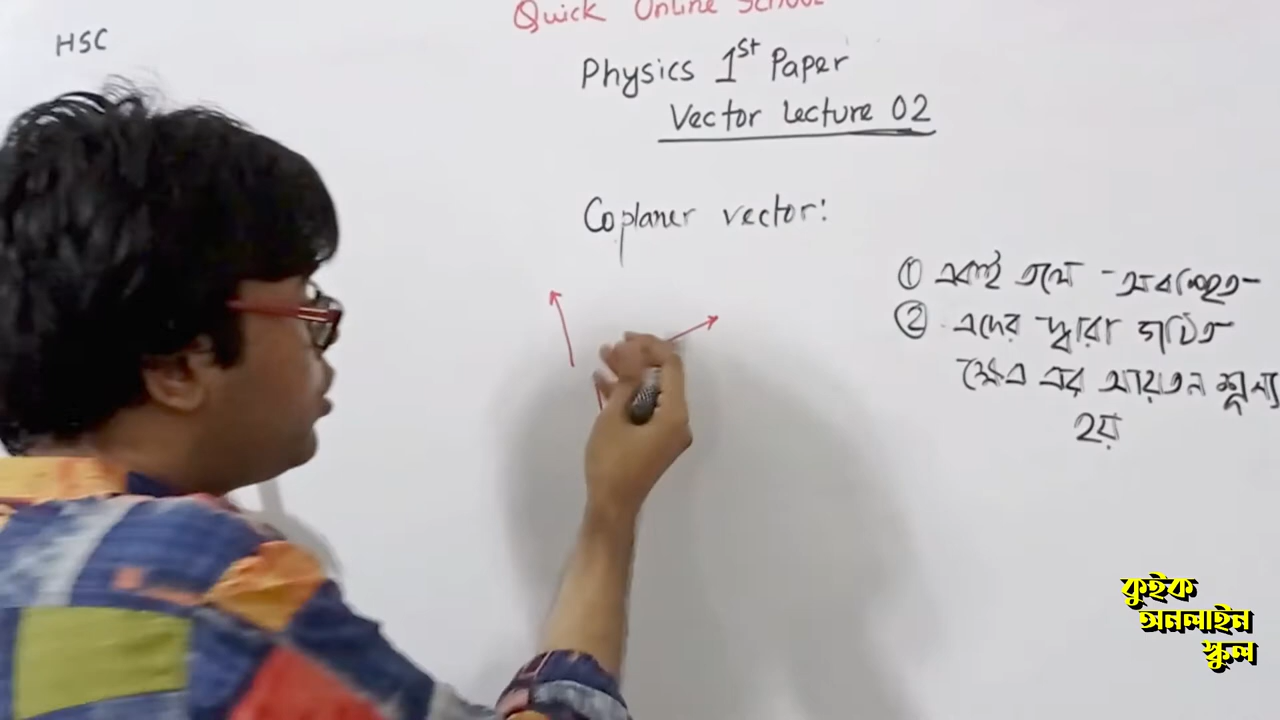 Quick Online School
HSC
Physics 1st Paper
Vector Lecture 02
Coplaner vector:
① একই তলে অবস্থিত
② এদের দ্বারা গঠিত
ক্ষেত্র এর আয়তন শূন্য
হয়
কুইক
অনলাইন
স্কুল